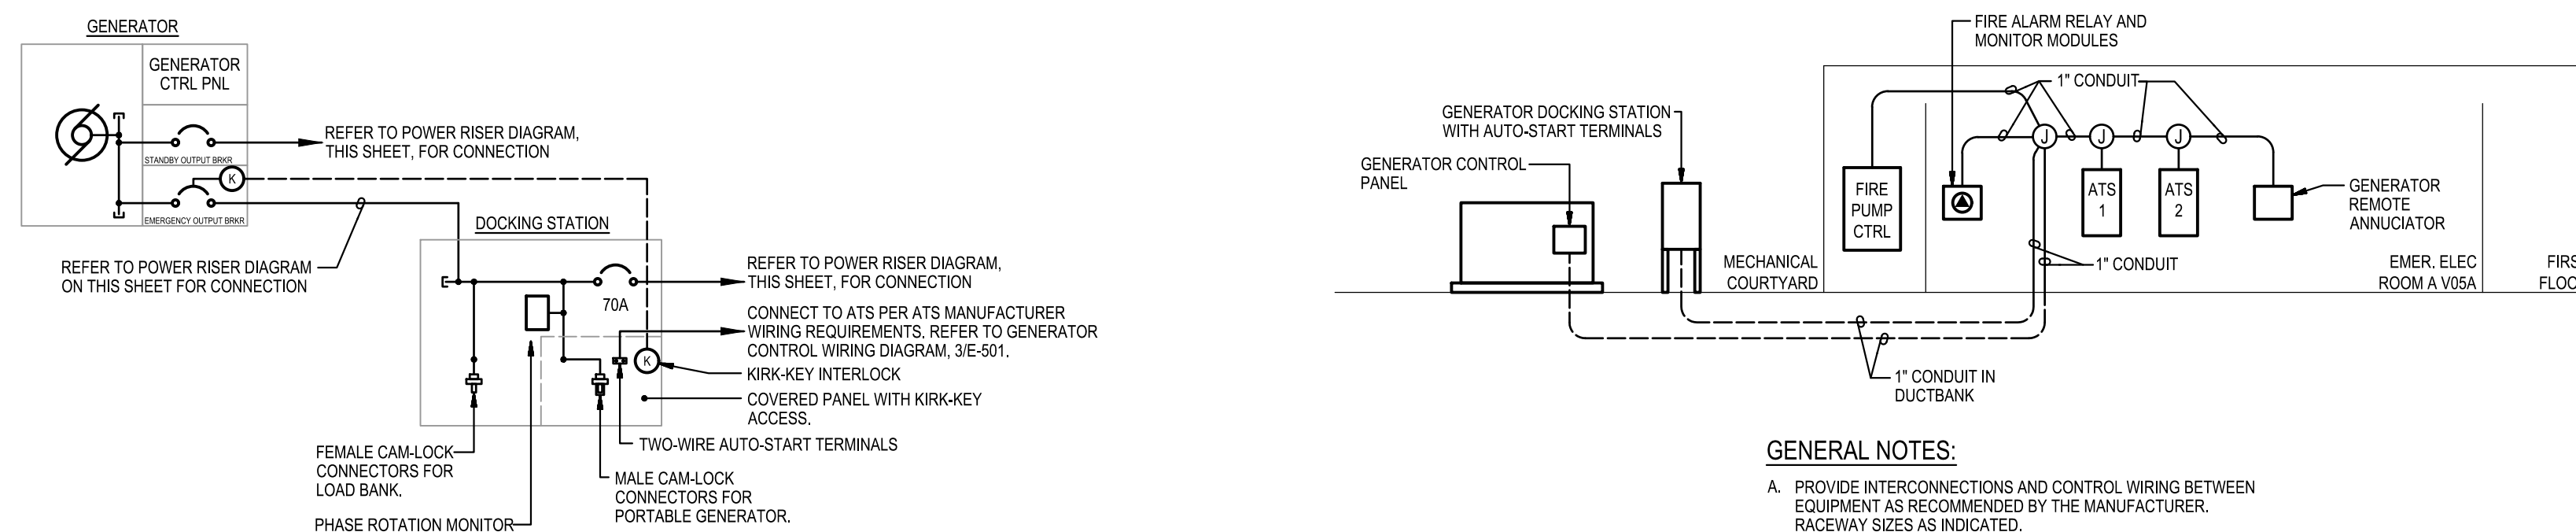 GENERATOR
GENERATOR
CTRL PNL
REFER TO POWER RISER DIAGRAM,
THIS SHEET, FOR CONNECTION
STANDBY OUTPUT BRKR
K
EMERGENCY OUTPUT BRKR
DOCKING STATION
REFER TO POWER RISER DIAGRAM
ON THIS SHEET FOR CONNECTION
REFER TO POWER RISER DIAGRAM,
THIS SHEET, FOR CONNECTION
70A
CONNECT TO ATS PER ATS MANUFACTURER
WIRING REQUIREMENTS. REFER TO GENERATOR
CONTROL WIRING DIAGRAM, 3/E-501.
K
KIRK-KEY INTERLOCK
COVERED PANEL WITH KIRK-KEY
ACCESS.
TWO-WIRE AUTO-START TERMINALS
FEMALE CAM-LOCK
CONNECTORS FOR
LOAD BANK.
MALE CAM-LOCK
CONNECTORS FOR
PORTABLE GENERATOR.
PHASE ROTATION MONITOR
FIRE ALARM RELAY AND
MONITOR MODULES
1" CONDUIT
GENERATOR DOCKING STATION
WITH AUTO-START TERMINALS
GENERATOR CONTROL
PANEL
J
J
J
FIRE
PUMP
CTRL
ATS
1
ATS
2
GENERATOR
REMOTE
ANNUCIATOR
MECHANICAL
COURTYARD
1" CONDUIT
EMER. ELEC
ROOM A V05A
FIRS
FLOC
1" CONDUIT IN
DUCTBANK
GENERAL NOTES:
A. PROVIDE INTERCONNECTIONS AND CONTROL WIRING BETWEEN
EQUIPMENT AS RECOMMENDED BY THE MANUFACTURER.
RACEWAY SIZES AS INDICATED.